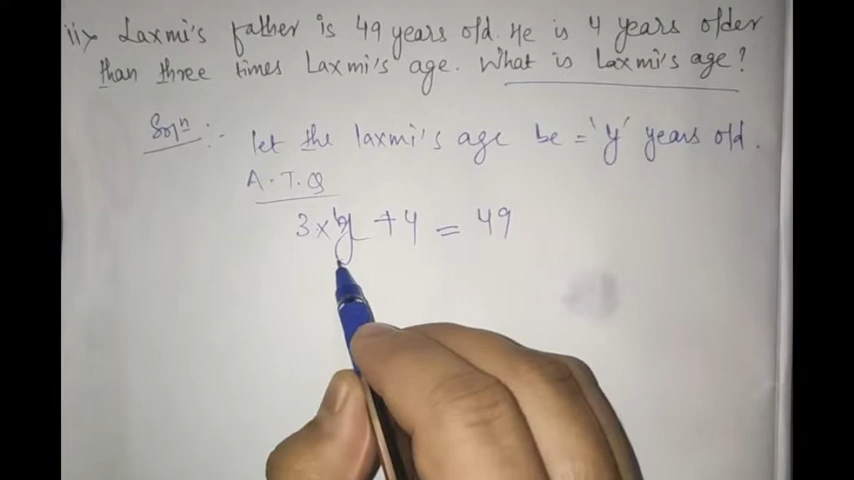 ii) Laxmi's father is 49 years old. He is 4 years older
than three times Laxmi's age. What is Laxmi's age?
Solⁿ :- let the laxmi's age be = 'y' years old.
A.T.Q
3 × y + 4 = 49